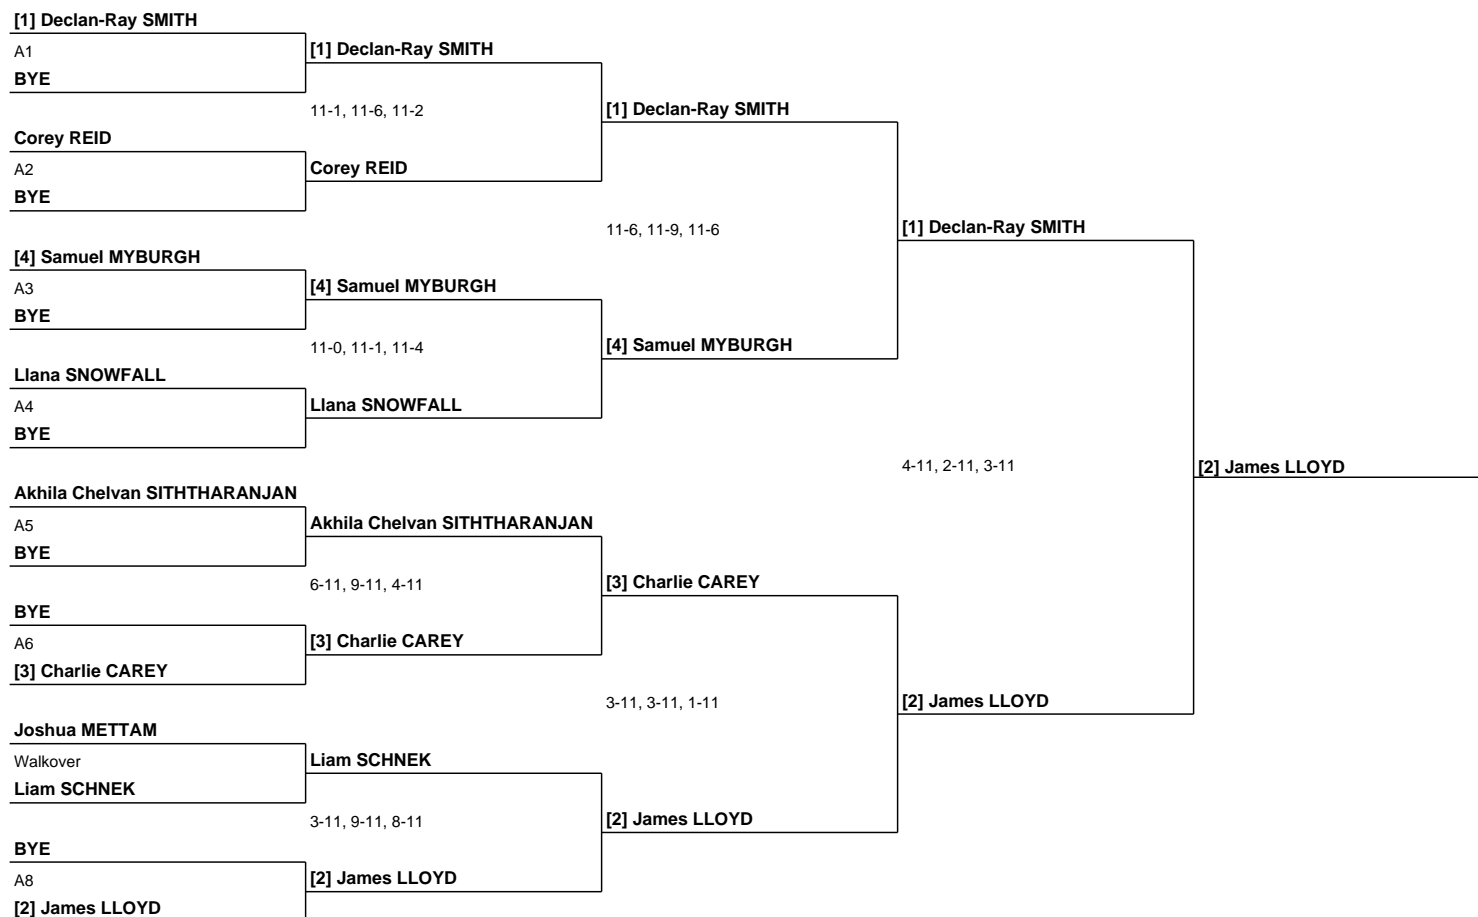 [1] Declan-Ray SMITH
A1
BYE
Corey REID
A2
BYE
[4] Samuel MYBURGH
A3
BYE
Llana SNOWFALL
A4
BYE
Akhila Chelvan SITHTHARANJAN
A5
BYE
BYE
A6
[3] Charlie CAREY
Joshua METTAM
Walkover
Liam SCHNEK
BYE
A8
[2] James LLOYD
[1] Declan-Ray SMITH
11-1, 11-6, 11-2
Corey REID
[4] Samuel MYBURGH
11-0, 11-1, 11-4
Llana SNOWFALL
Akhila Chelvan SITHTHARANJAN
6-11, 9-11, 4-11
[3] Charlie CAREY
Liam SCHNEK
3-11, 9-11, 8-11
[2] James LLOYD
[1] Declan-Ray SMITH
11-6, 11-9, 11-6
[4] Samuel MYBURGH
[3] Charlie CAREY
3-11, 3-11, 1-11
[2] James LLOYD
[1] Declan-Ray SMITH
4-11, 2-11, 3-11
[2] James LLOYD
[2] James LLOYD